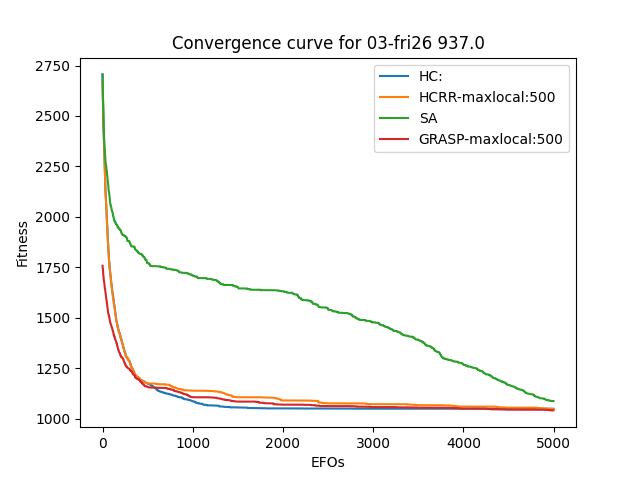 Convergence curve for 03-fri26 937.0
HC:
HCRR-maxlocal:500
SA
GRASP-maxlocal:500
Fitness
2750
2500
2250
2000
1750
1500
1250
1000
0 1000 2000 3000 4000 5000
EFOs